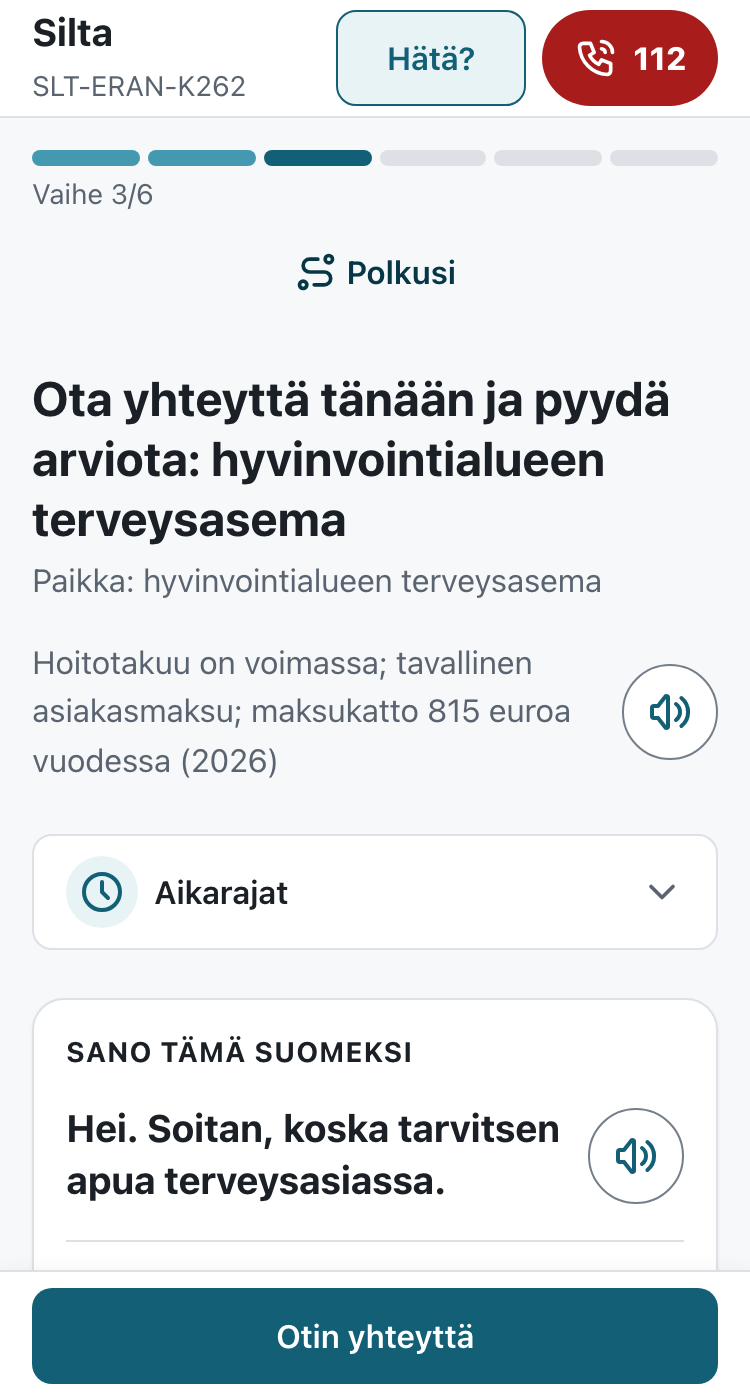 Silta
SLT-ERAN-K262
Hätä?
112
Vaihe 3/6
Polkusi
Ota yhteyttä tänään ja pyydä
arviota: hyvinvointialueen
terveysasema
Paikka: hyvinvointialueen terveysasema
Hoitotakuu on voimassa; tavallinen
asiakasmaksu; maksukatto 815 euroa
vuodessa (2026)
Aikarajat
SANO TÄMÄ SUOMEKSI
Hei. Soitan, koska tarvitsen
apua terveysasiassa.
Otin yhteyttä